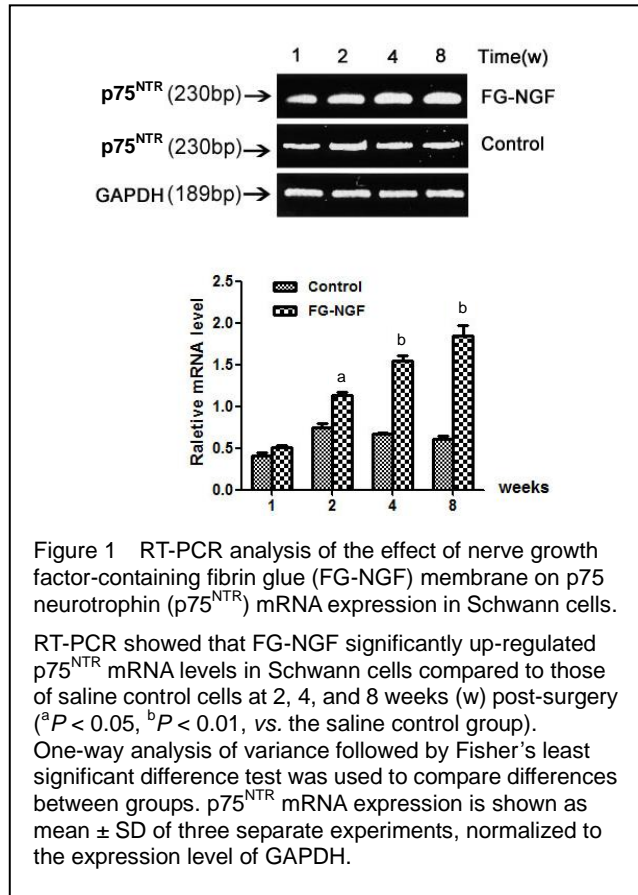 1 2 4 8 Time(w)
p75NTR (230bp)→ FG-NGF
p75NTR (230bp)→ Control
GAPDH (189bp)→
2.5
2.0
1.5
1.0
0.5
0.0
Raletive mRNA level
Control
FG-NGF
a
b
b
1 2 4 8 weeks
Figure 1 RT-PCR analysis of the effect of nerve growth
factor-containing fibrin glue (FG-NGF) membrane on p75
neurotrophin (p75NTR) mRNA expression in Schwann cells.
RT-PCR showed that FG-NGF significantly up-regulated
p75NTR mRNA levels in Schwann cells compared to those
of saline control cells at 2, 4, and 8 weeks (w) post-surgery
(aP < 0.05, bP < 0.01, vs. the saline control group).
One-way analysis of variance followed by Fisher’s least
significant difference test was used to compare differences
between groups. p75NTR mRNA expression is shown as
mean ± SD of three separate experiments, normalized to
the expression level of GAPDH.